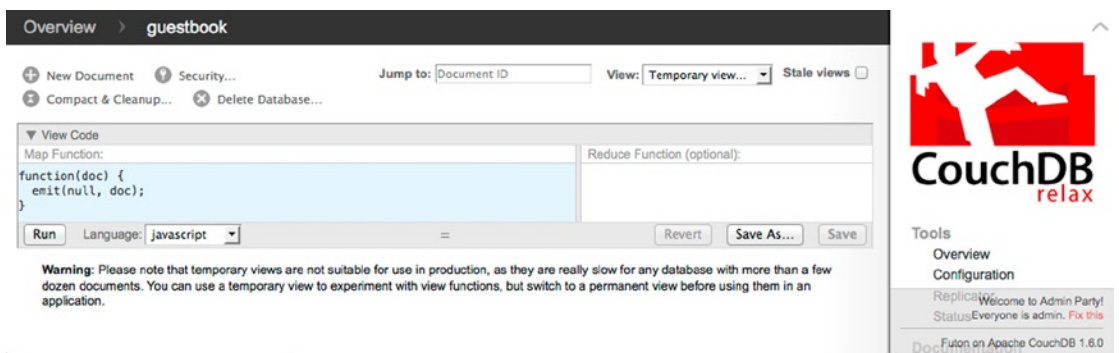 Overview > guestbook
New Document Security... Jump to: Document ID View: Temporary view... Stale views
Compact & Cleanup... Delete Database...
View Code
Map Function: Reduce Function (optional):
function(doc) {
  emit(null, doc);
}
Run Language: javascript = Revert Save As... Save
Warning: Please note that temporary views are not suitable for use in production, as they are really slow for any database with more than a few
dozen documents. You can use a temporary view to experiment with view functions, but switch to a permanent view before using them in an
application.
CouchDB
relax
Tools
Overview
Configuration
Replicator
Welcome to Admin Party!
Status
Everyone is admin. Fix this
Documentation
Futon on Apache CouchDB 1.6.0